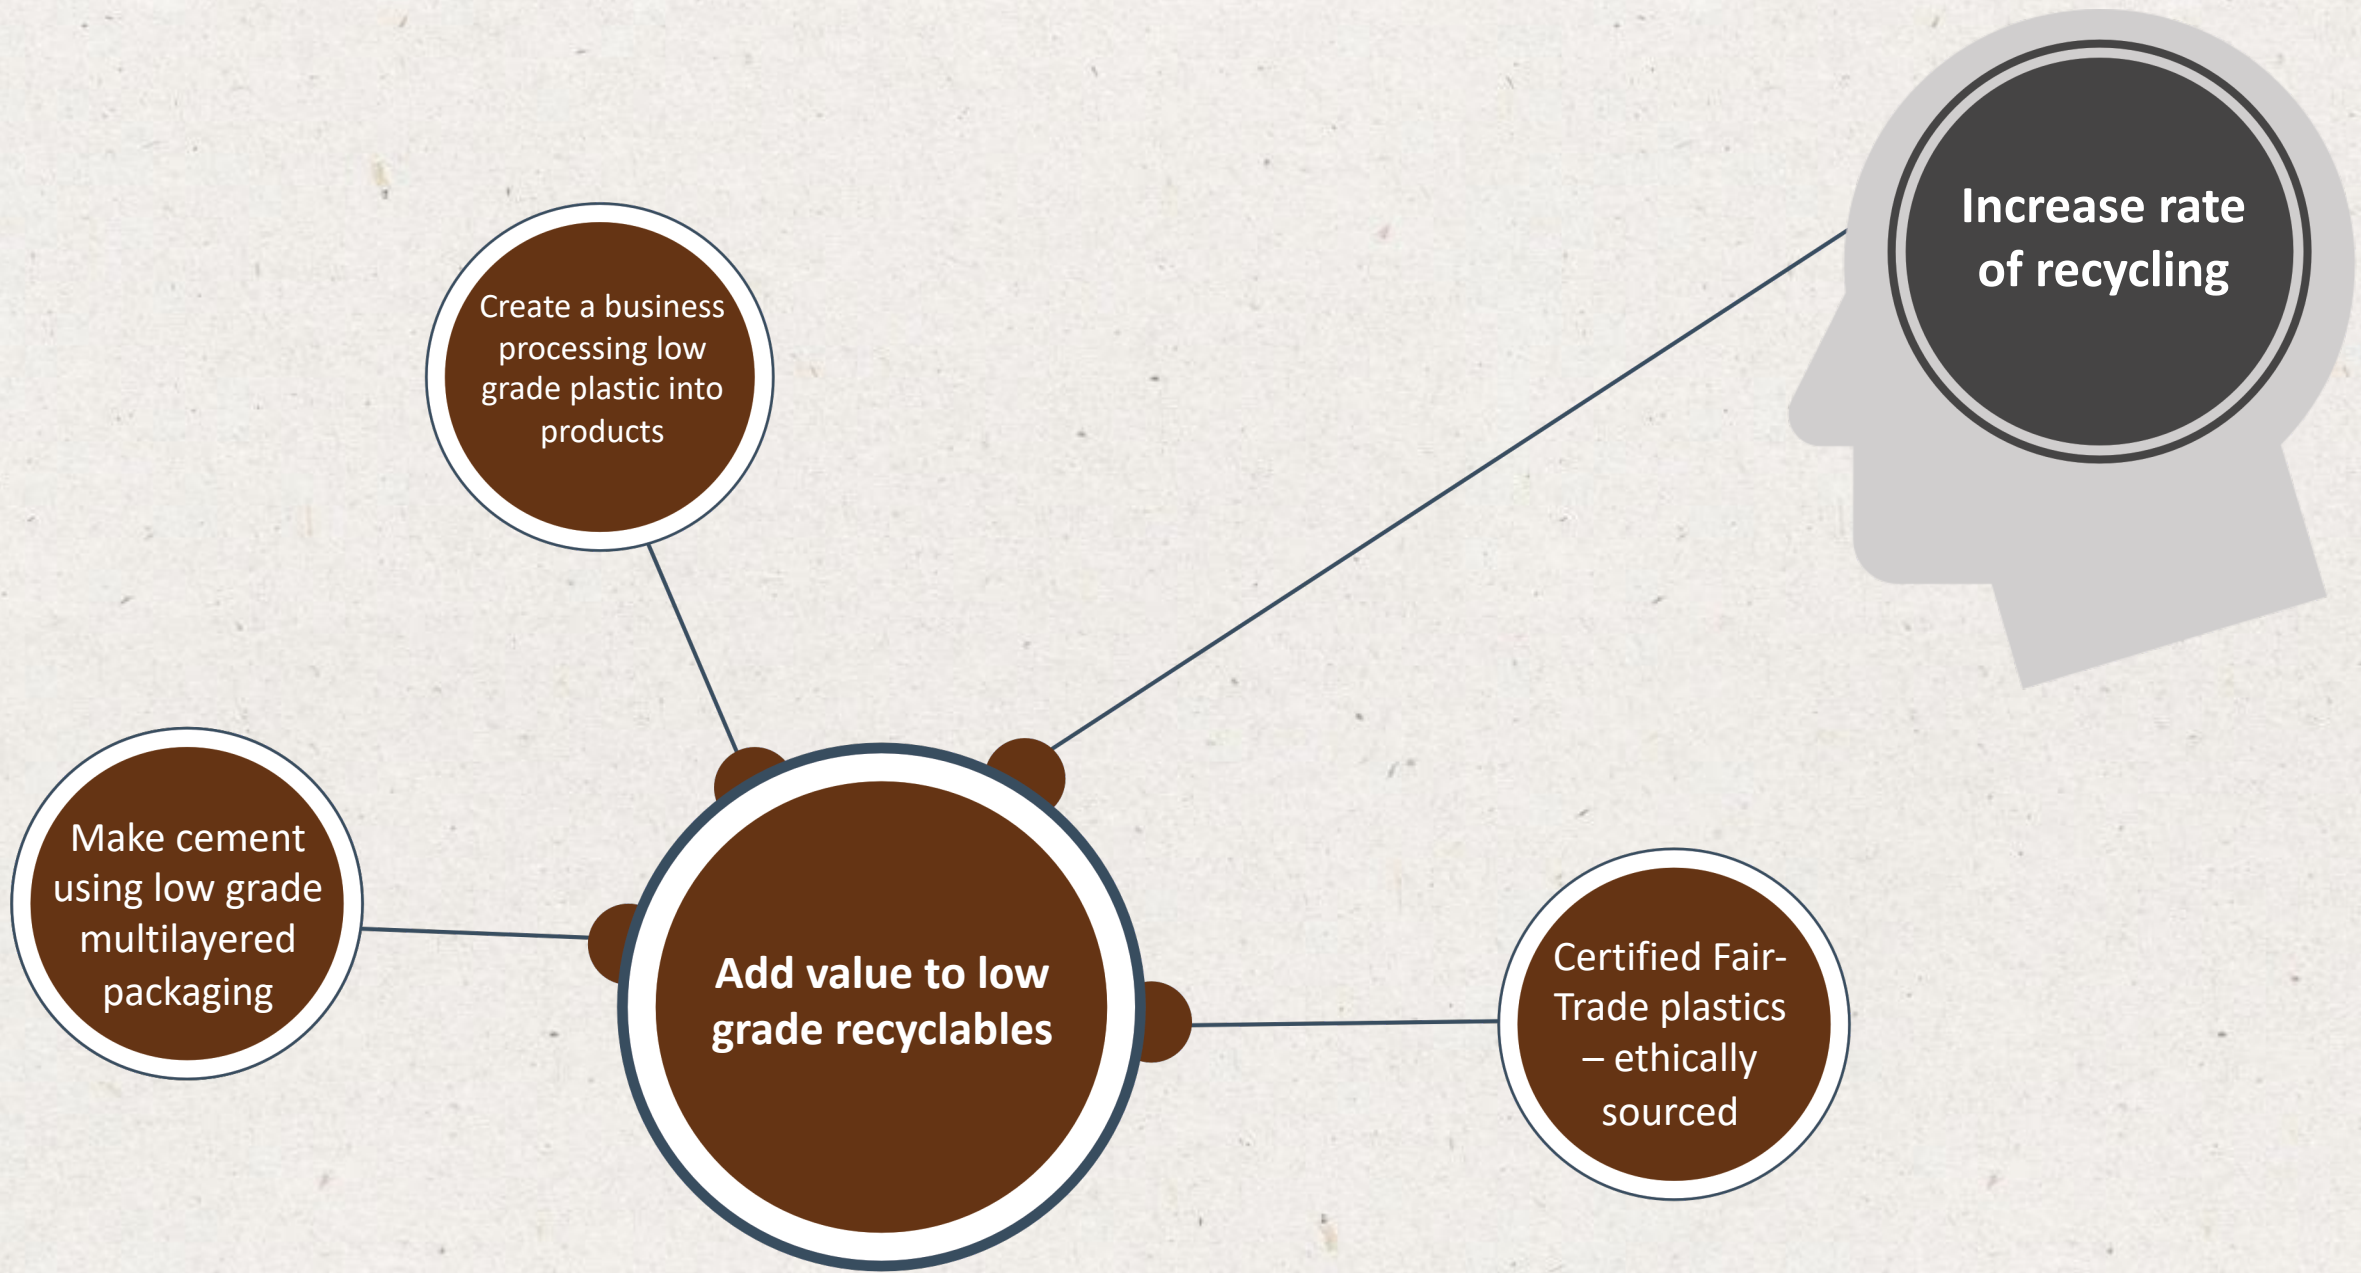 Increase rate
of recycling
Create a business
processing low
grade plastic into
products
Make cement
using low grade
multilayered
packaging
Add value to low
grade recyclables
Certified Fair-
Trade plastics
– ethically
sourced